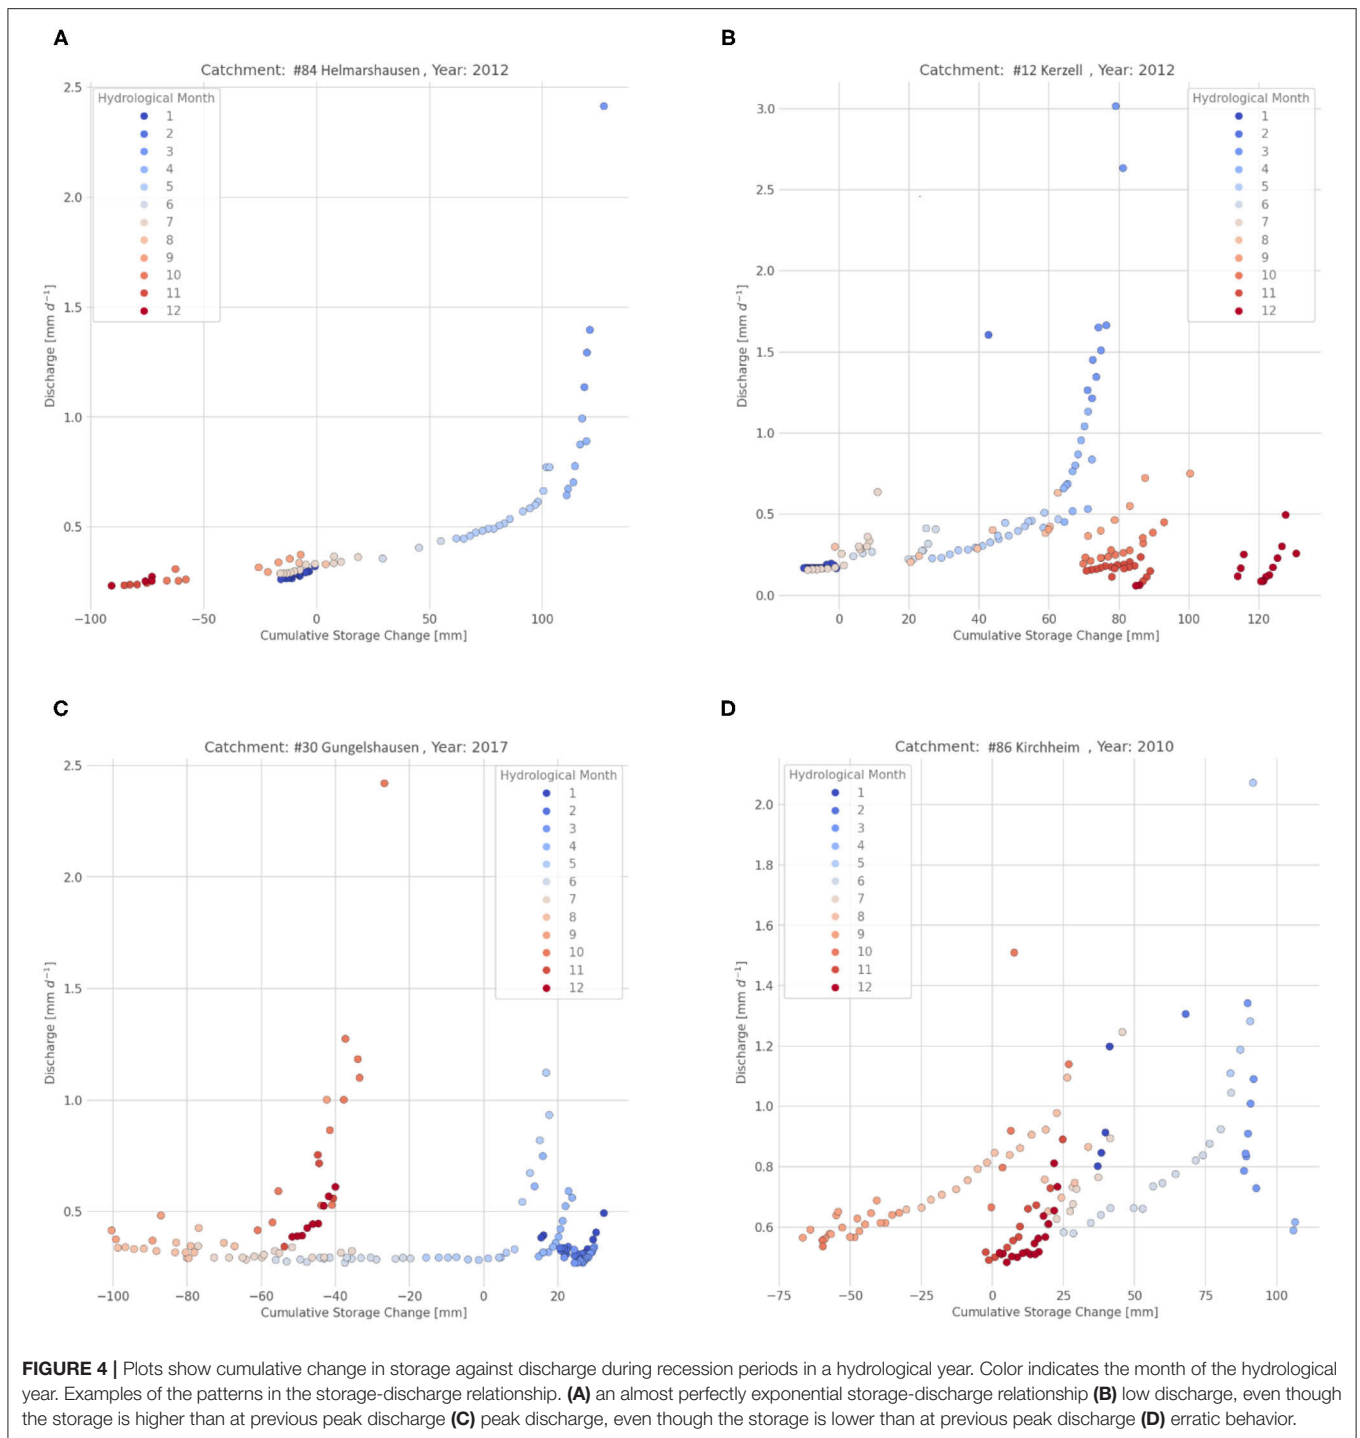 A
Catchment: #84 Helmarshausen , Year: 2012
Hydrological Month
1
2
3
4
5
6
7
8
9
10
11
12
2.5
2.0
1.5
1.0
0.5
Discharge [mm d⁻¹]
−100 −50 0 50 100
Cumulative Storage Change [mm]
B
Catchment: #12 Kerzell , Year: 2012
Hydrological Month
1
2
3
4
5
6
7
8
9
10
11
12
3.0
2.5
2.0
1.5
1.0
0.5
0.0
Discharge [mm d⁻¹]
0 20 40 60 80 100 120
Cumulative Storage Change [mm]
C
Catchment: #30 Gungelshausen , Year: 2017
Hydrological Month
1
2
3
4
5
6
7
8
9
10
11
12
2.5
2.0
1.5
1.0
0.5
Discharge [mm d⁻¹]
−100 −80 −60 −40 −20 0 20
Cumulative Storage Change [mm]
D
Catchment: #86 Kirchheim , Year: 2010
Hydrological Month
1
2
3
4
5
6
7
8
9
10
11
12
2.0
1.8
1.6
1.4
1.2
1.0
0.8
0.6
Discharge [mm d⁻¹]
−75 −50 −25 0 25 50 75 100
Cumulative Storage Change [mm]
FIGURE 4 | Plots show cumulative change in storage against discharge during recession periods in a hydrological year. Color indicates the month of the hydrological
year. Examples of the patterns in the storage-discharge relationship. (A) an almost perfectly exponential storage-discharge relationship (B) low discharge, even though
the storage is higher than at previous peak discharge (C) peak discharge, even though the storage is lower than at previous peak discharge (D) erratic behavior.